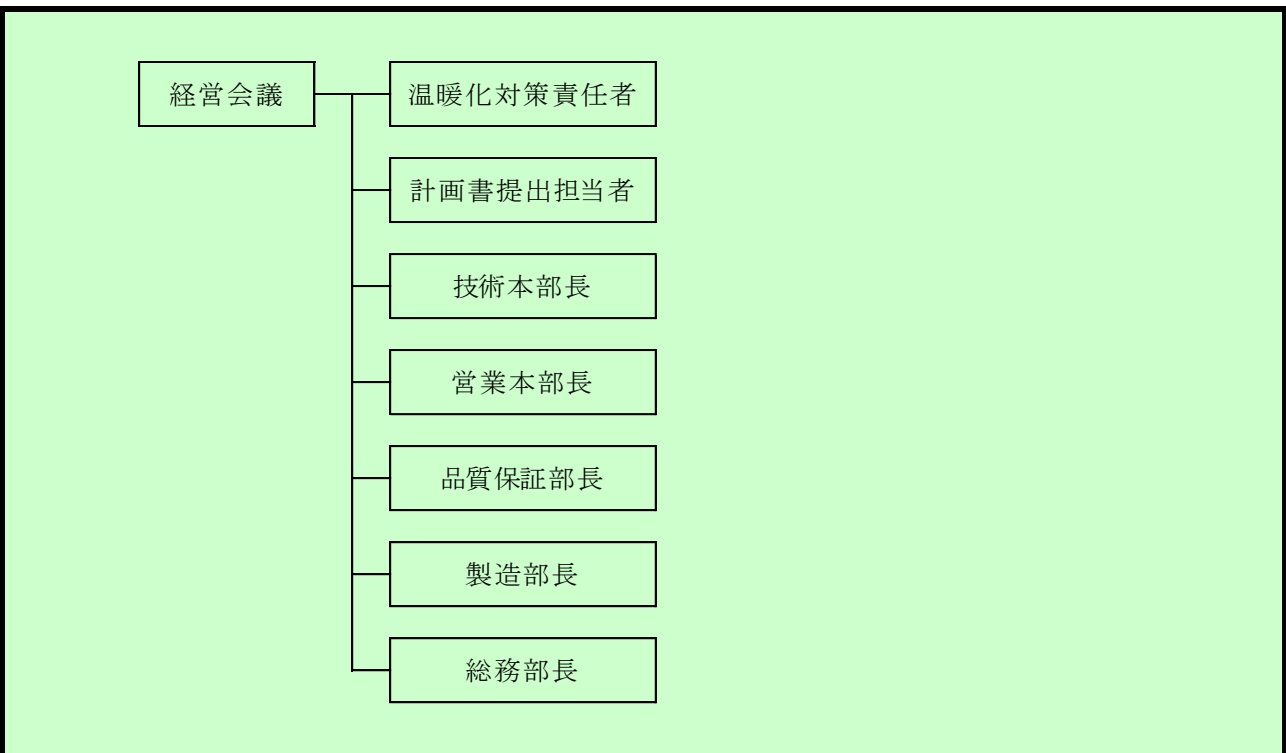 経営会議
温暖化対策責任者
計画書提出担当者
技術本部長
営業本部長
品質保証部長
製造部長
総務部長